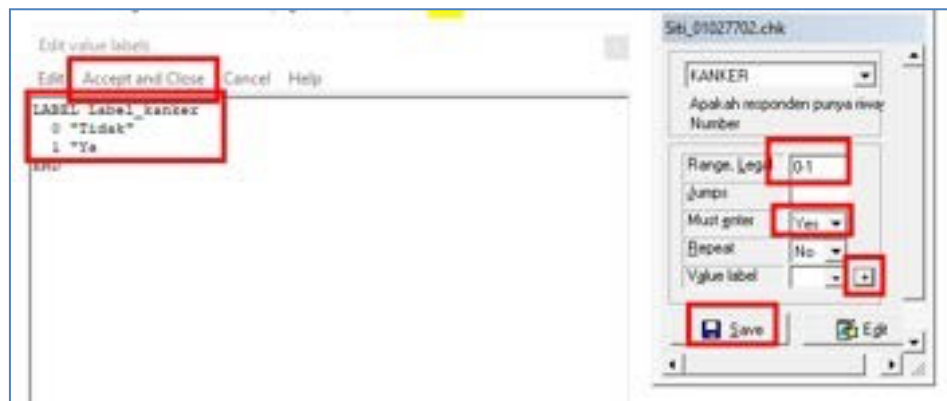 Edit value labels
Edit Accept and Close Cancel Help
LABEL Label_kanker
0 "Tidak"
1 "Ya
END
Siti_01027702.chk
KANKER
Apakah responden punya riway
Number
Range, Legal 0-1
Jumps
Must enter Yes
Repeat No
Value label +
Save Edit